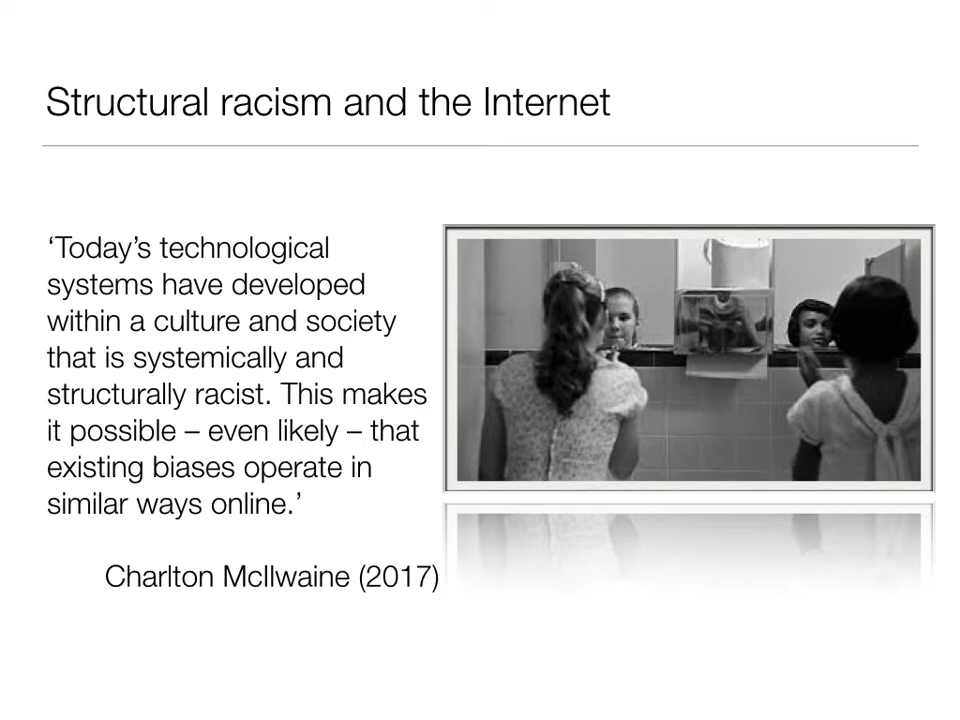 Structural racism and the Internet
‘Today’s technological
systems have developed
within a culture and society
that is systemically and
structurally racist. This makes
it possible – even likely – that
existing biases operate in
similar ways online.’
Charlton McIlwaine (2017)